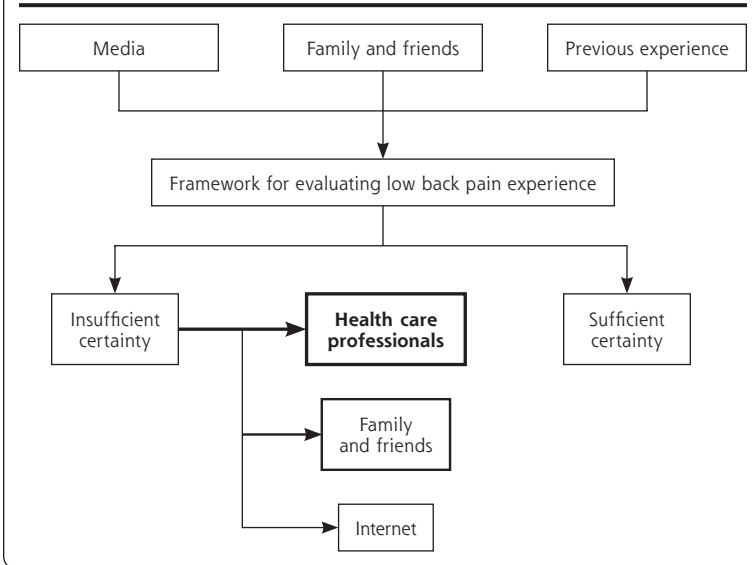 Media
Family and friends
Previous experience
Framework for evaluating low back pain experience
Insufficient
certainty
Health care
professionals
Sufficient
certainty
Family
and friends
Internet